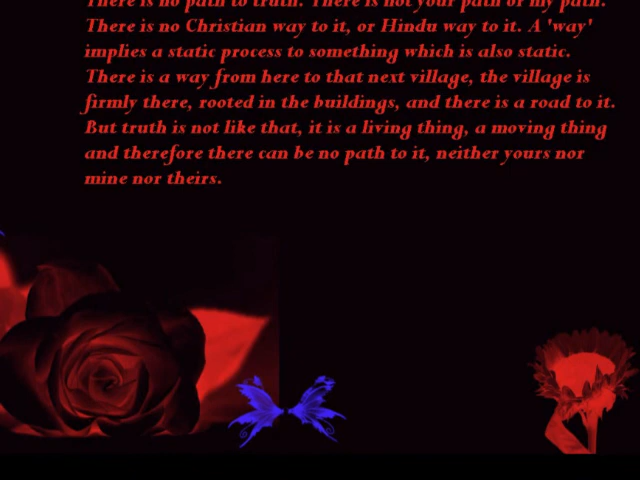 There is no path to truth. There is not your path or my path.
There is no Christian way to it, or Hindu way to it. A 'way'
implies a static process to something which is also static.
There is a way from here to that next village, the village is
firmly there, rooted in the buildings, and there is a road to it.
But truth is not like that, it is a living thing, a moving thing
and therefore there can be no path to it, neither yours nor
mine nor theirs.